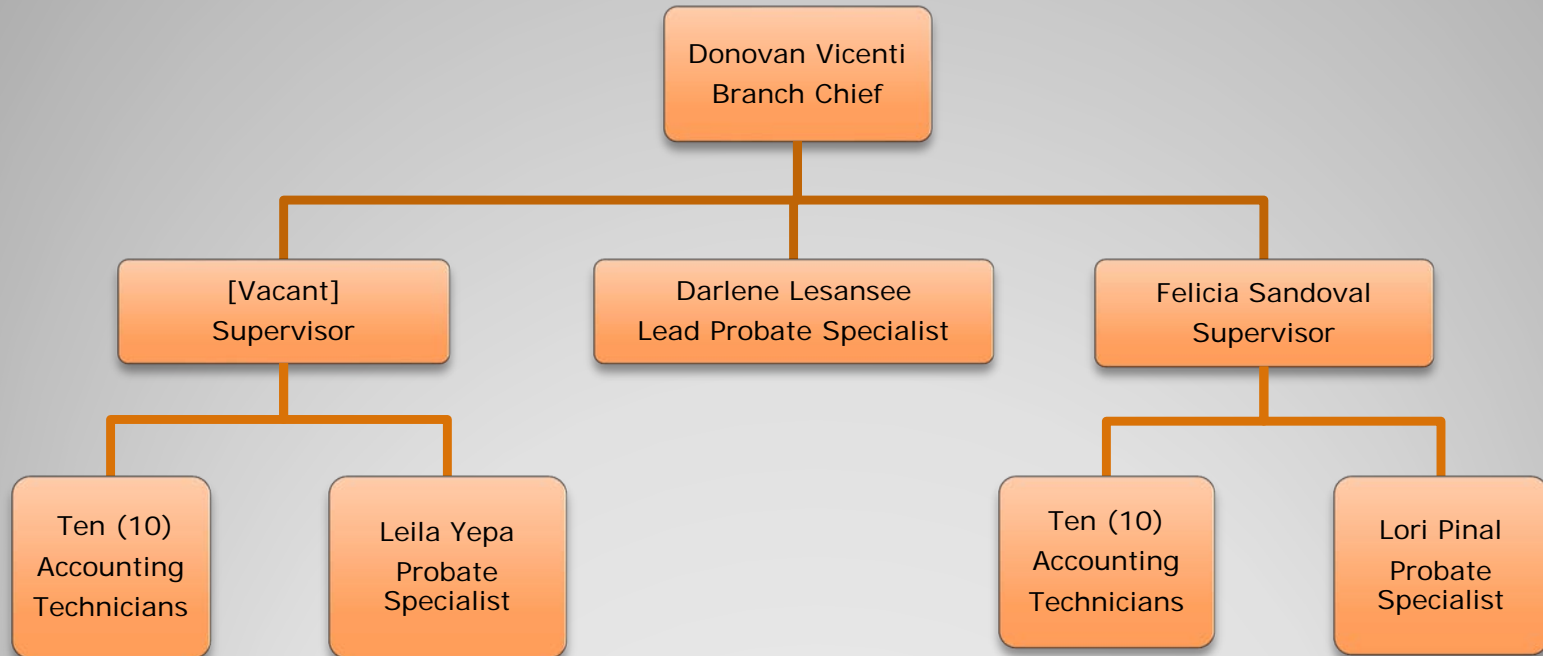 Donovan Vicenti
Branch Chief
[Vacant]
Supervisor
Darlene Lesansee
Lead Probate Specialist
Felicia Sandoval
Supervisor
Ten (10)
Accounting
Technicians
Leila Yepa
Probate
Specialist
Ten (10)
Accounting
Technicians
Lori Pinal
Probate
Specialist